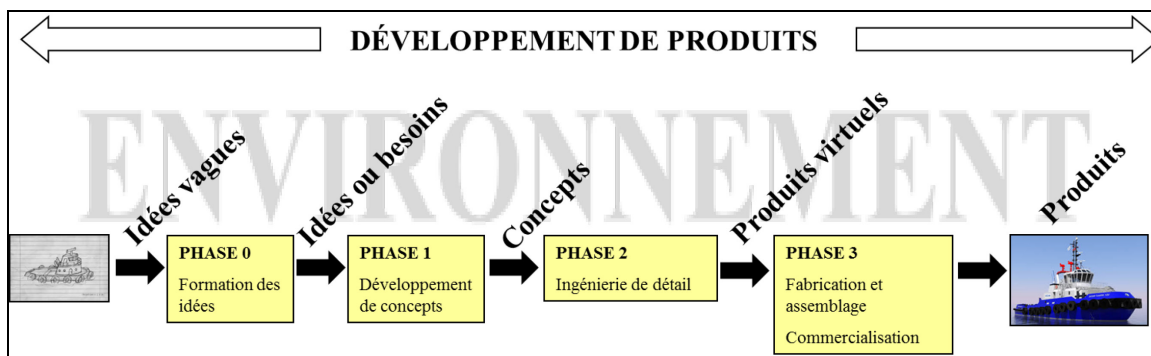 DÉVELOPPEMENT DE PRODUITS
ENVIRONNEMENT
Idées vagues
Idées ou besoins
Concepts
Produits virtuels
Produits
PHASE 0
Formation des
idées
PHASE 1
Développement
de concepts
PHASE 2
Ingénierie de détail
PHASE 3
Fabrication et
assemblage
Commercialisation